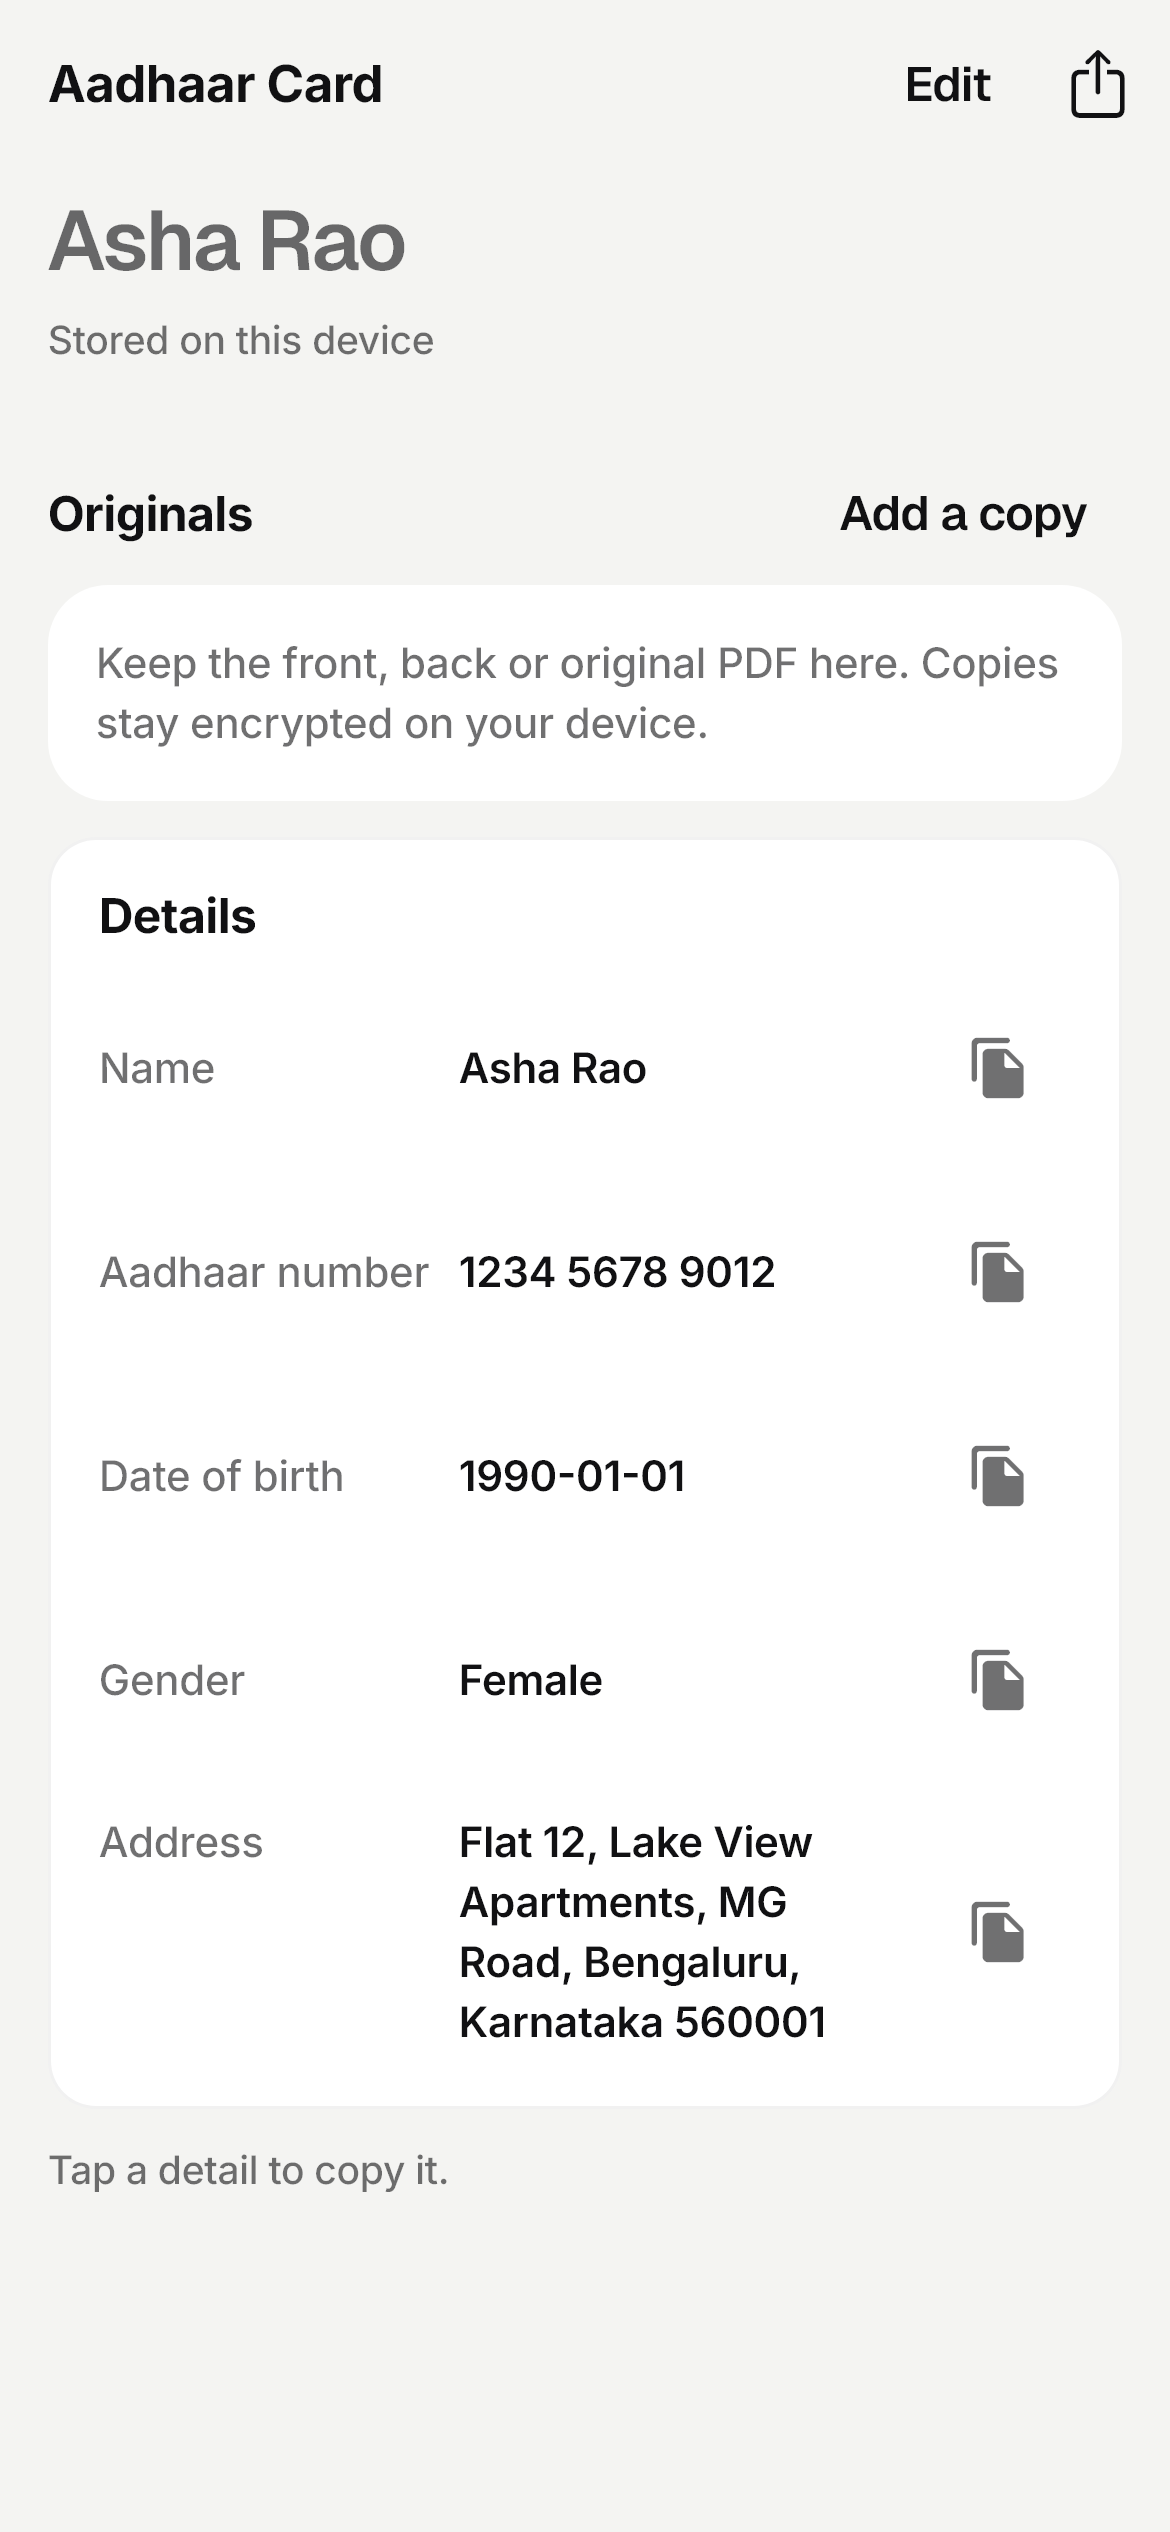 Aadhaar Card
Edit
Asha Rao
Stored on this device
Originals
Add a copy
Keep the front, back or original PDF here. Copies
stay encrypted on your device.
Details
Name
Asha Rao
Aadhaar number
1234 5678 9012
Date of birth
1990-01-01
Gender
Female
Address
Flat 12, Lake View
Apartments, MG
Road, Bengaluru,
Karnataka 560001
Tap a detail to copy it.